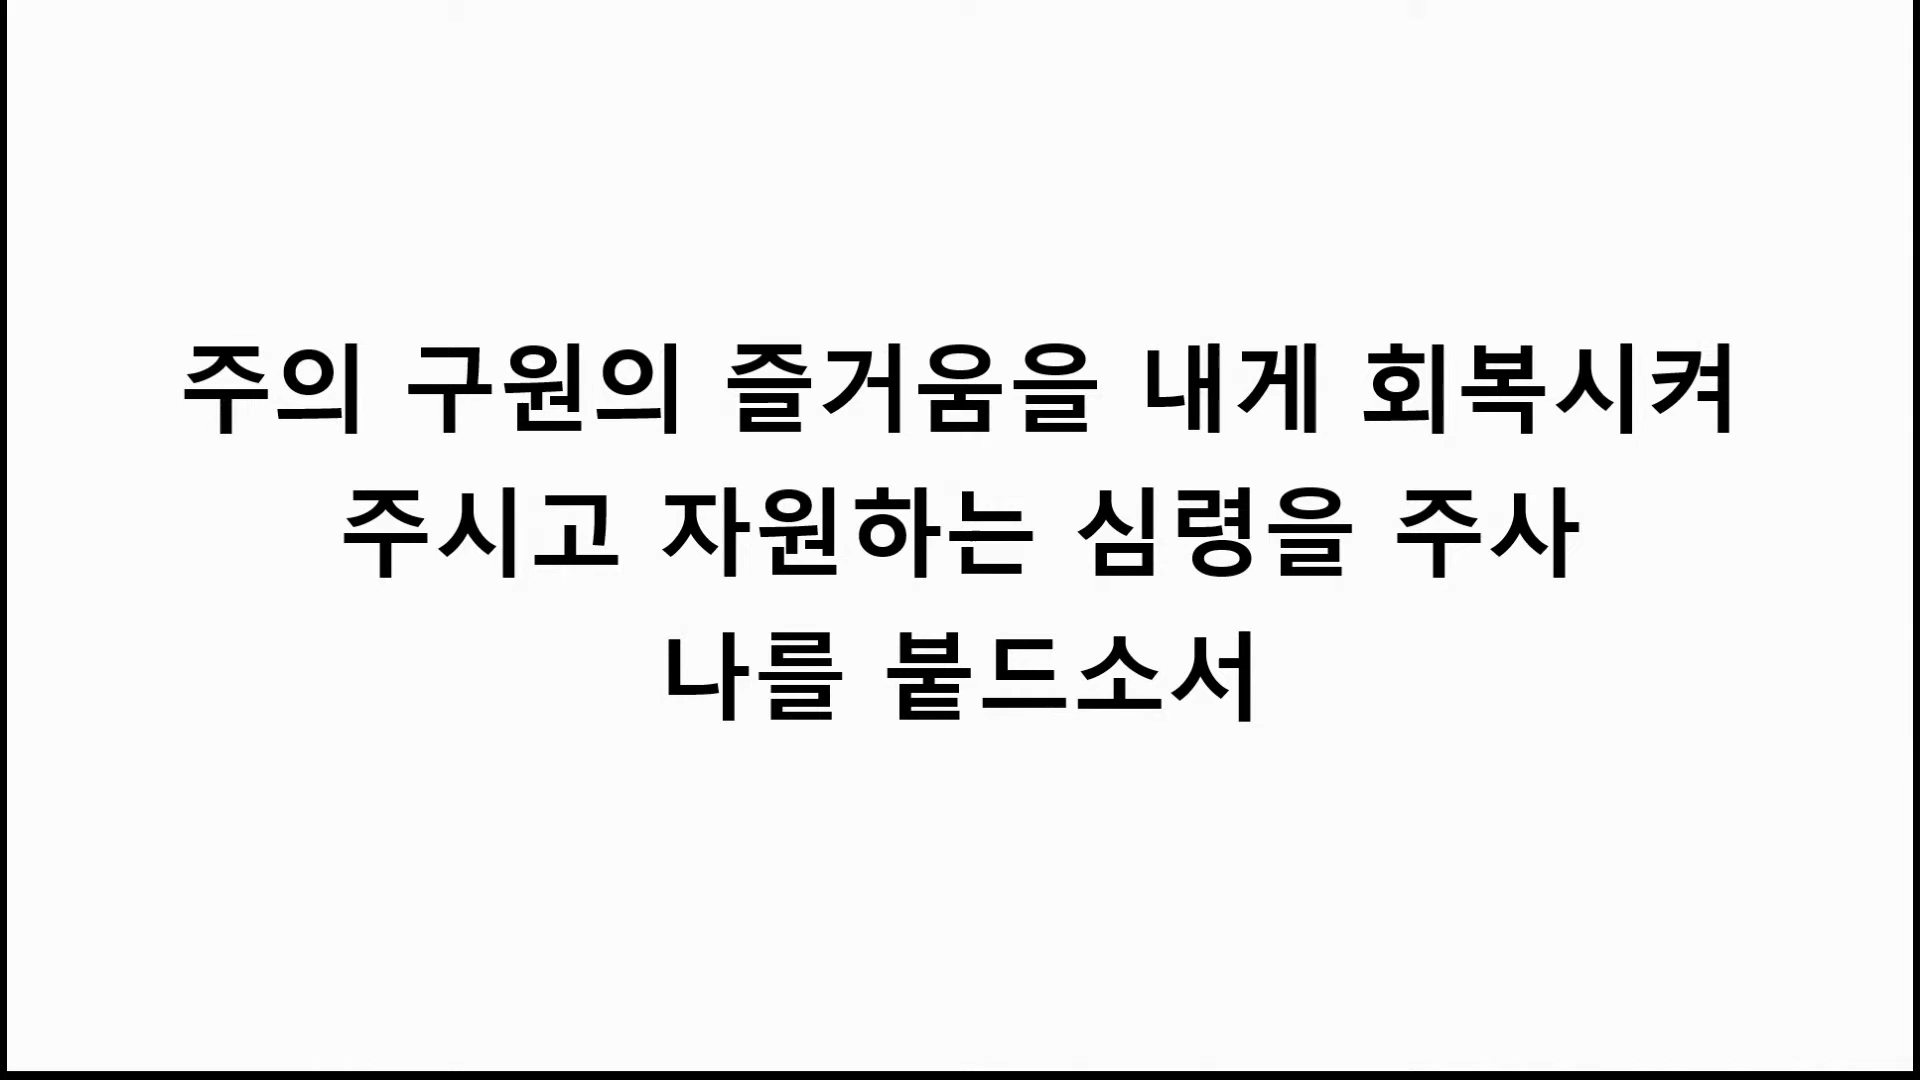 주의 구원의 즐거움을 내게 회복시켜
주시고 자원하는 심령을 주사
나를 붙드소서